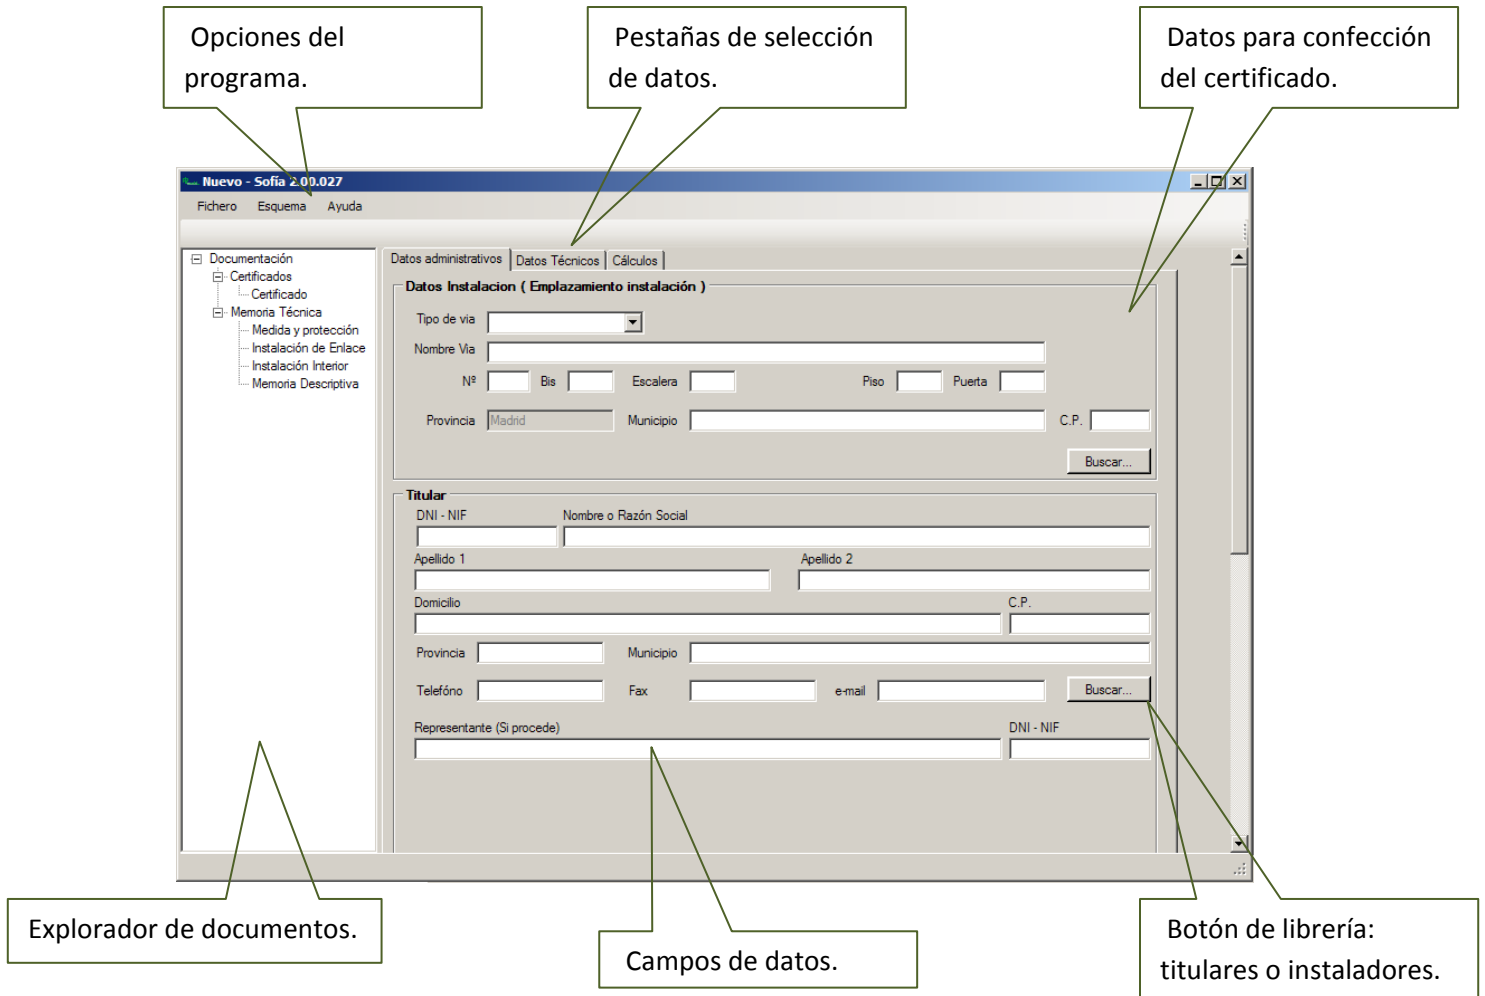 Opciones del
programa.
Pestañas de selección
de datos.
Datos para confección
del certificado.
Nuevo - Sofía 2.00.027
Fichero Esquema Ayuda
Documentación
Certificados
Certificado
Memoria Técnica
Medida y protección
Instalación de Enlace
Instalación Interior
Memoria Descriptiva
Datos administrativos Datos Técnicos Cálculos
Datos Instalacion ( Emplazamiento instalación )
Tipo de via
Nombre Via
Nº Bis Escalera Piso Puerta
Provincia Madrid Municipio C.P.
Buscar...
Titular
DNI - NIF Nombre o Razón Social
Apellido 1 Apellido 2
Domicilio C.P.
Provincia Municipio
Telefóno Fax e-mail Buscar...
Representante (Si procede) DNI - NIF
Explorador de documentos.
Campos de datos.
Botón de librería:
titulares o instaladores.